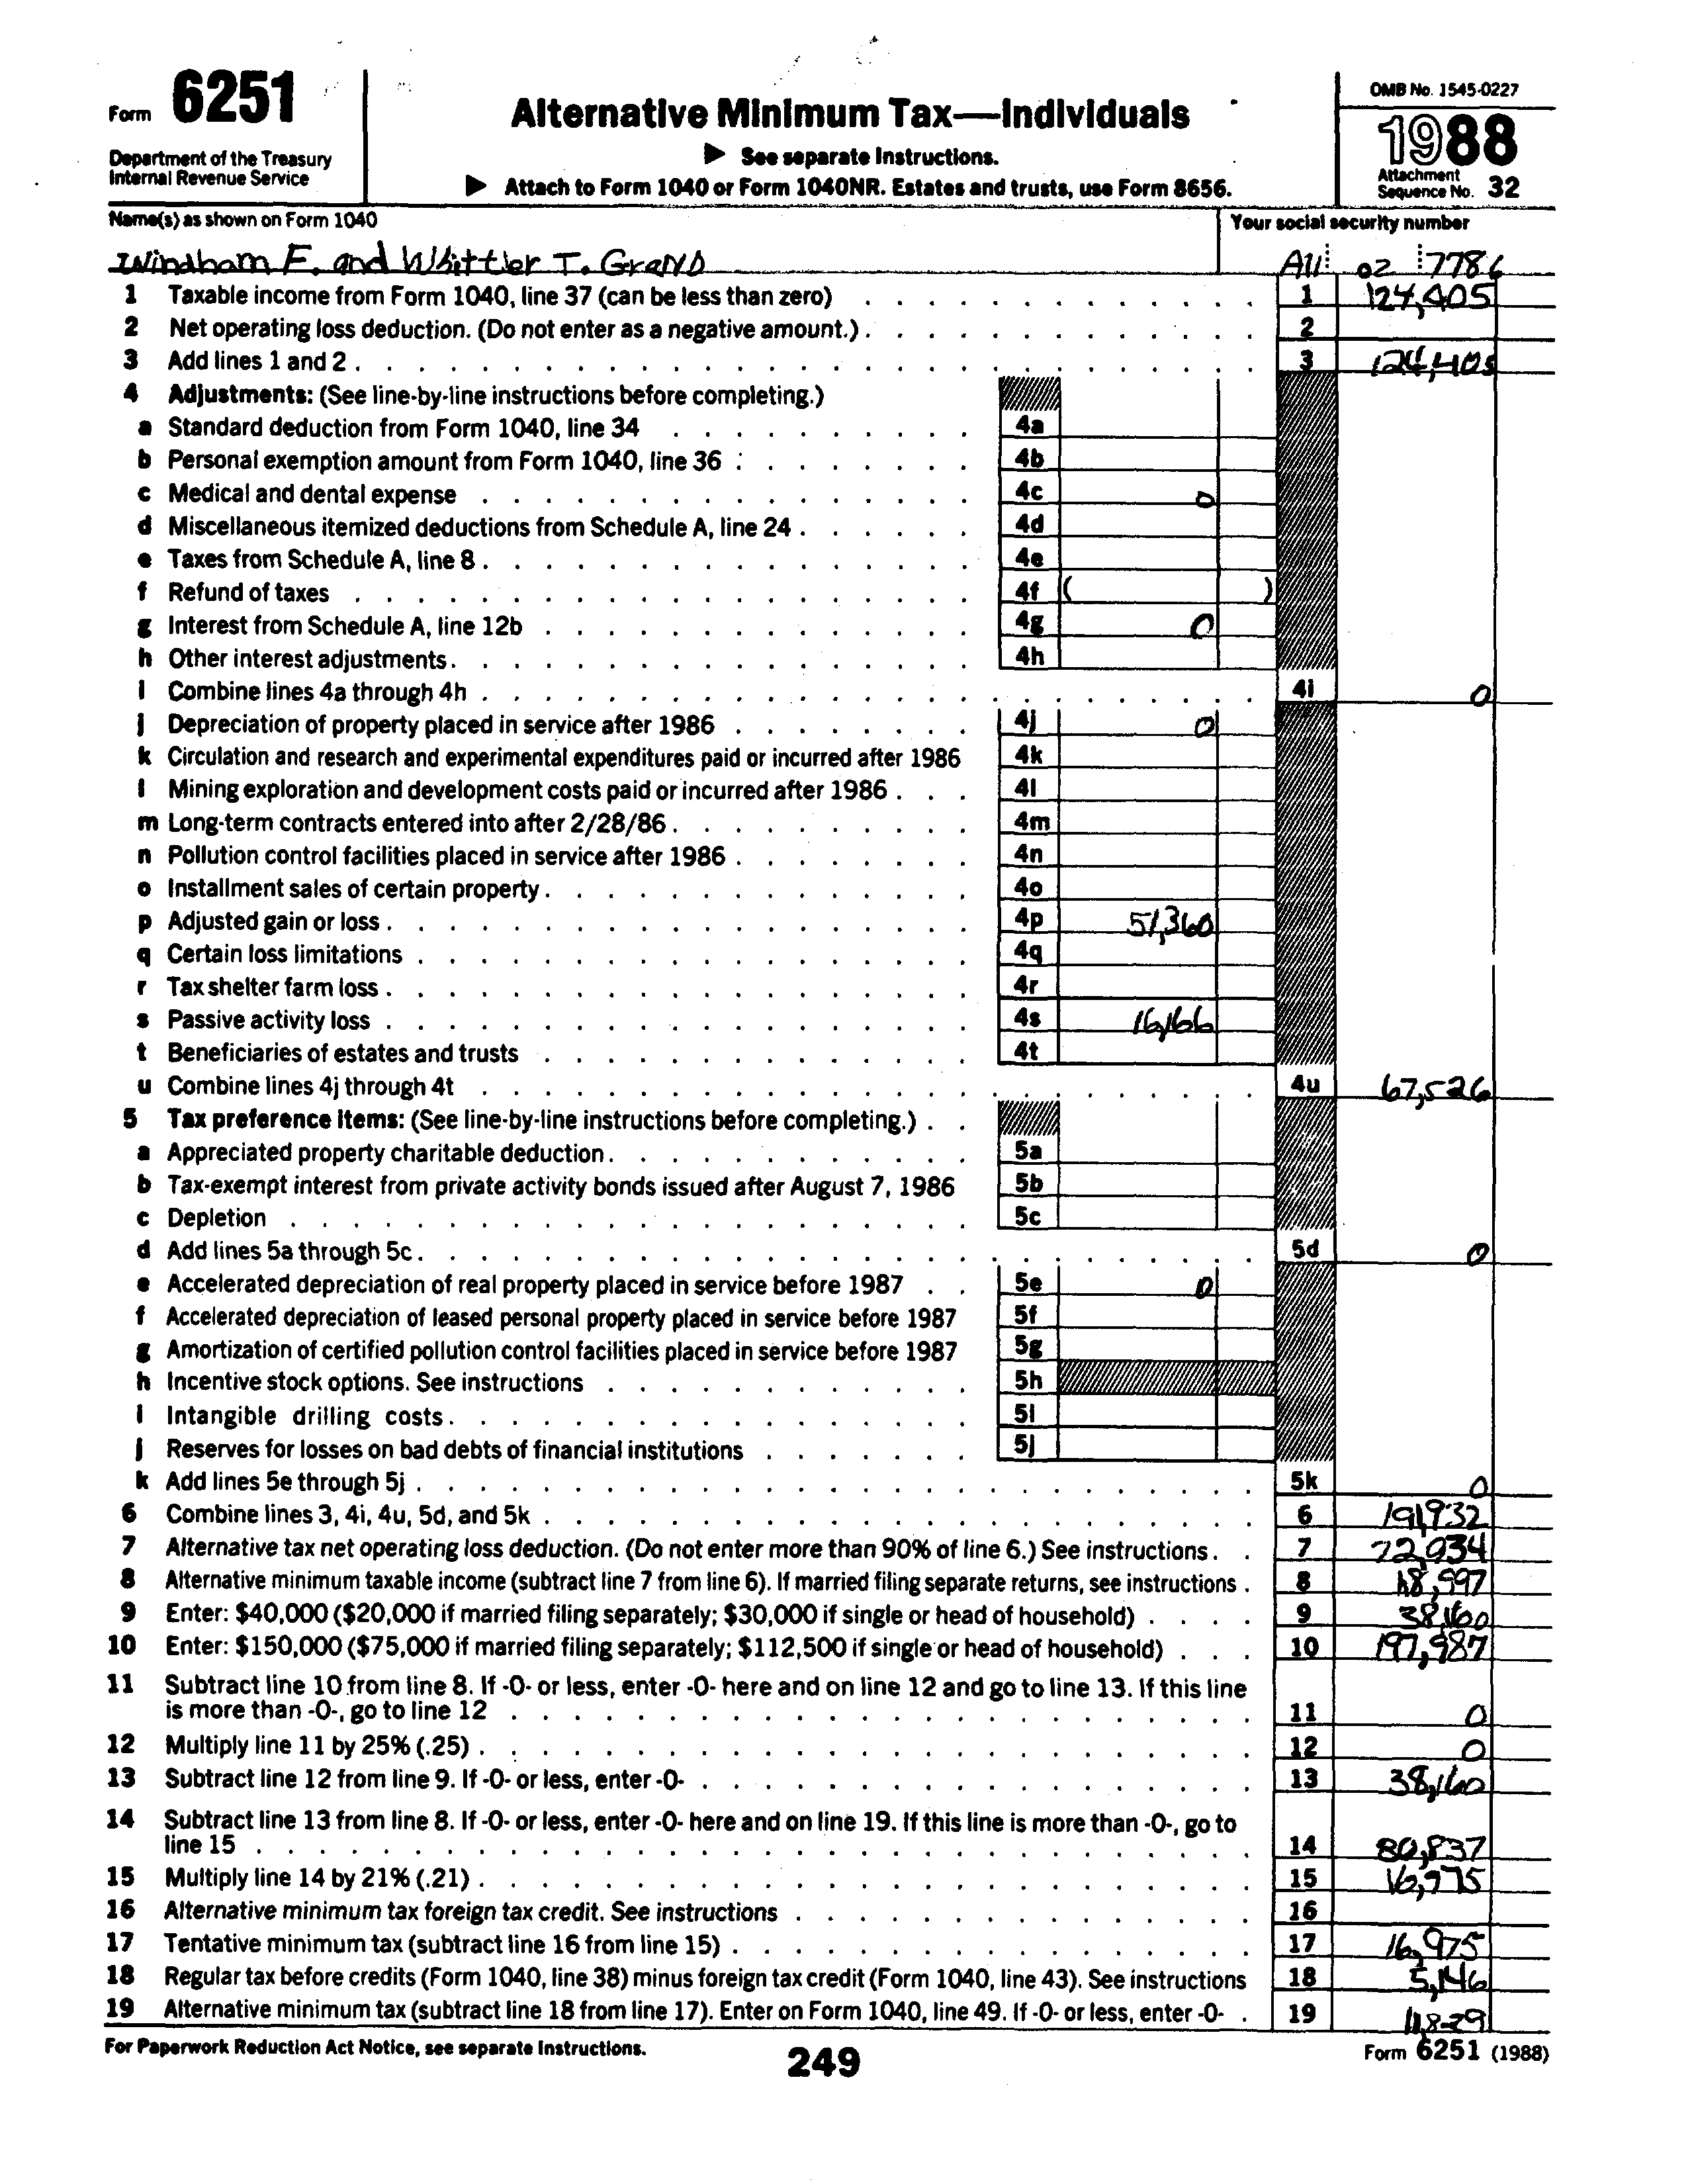 Form 6251
Department of the Treasury
Internal Revenue Service
Alternative Minimum Tax—Individuals
▶ See separate Instructions.
▶ Attach to Form 1040 or Form 1040NR. Estates and trusts, use Form 8656.
OMB No. 1545-0227
1988
Attachment
Sequence No. 32
Name(s) as shown on Form 1040
Your social security number
Windham F. and Whittler T. Grand
02 7786
1 Taxable income from Form 1040, line 37 (can be less than zero) 1 124,405
2 Net operating loss deduction. (Do not enter as a negative amount.) 2
3 Add lines 1 and 2 3 124,405
4 Adjustments: (See line-by-line instructions before completing.)
a Standard deduction from Form 1040, line 34 4a
b Personal exemption amount from Form 1040, line 36 4b
c Medical and dental expense 4c 0
d Miscellaneous itemized deductions from Schedule A, line 24 4d
e Taxes from Schedule A, line 8 4e
f Refund of taxes 4f ( )
g Interest from Schedule A, line 12b 4g 0
h Other interest adjustments 4h
i Combine lines 4a through 4h 4i 0
j Depreciation of property placed in service after 1986 4j 0
k Circulation and research and experimental expenditures paid or incurred after 1986 4k
l Mining exploration and development costs paid or incurred after 1986 4l
m Long-term contracts entered into after 2/28/86 4m
n Pollution control facilities placed in service after 1986 4n
o Installment sales of certain property 4o
p Adjusted gain or loss 4p 51,360
q Certain loss limitations 4q
r Tax shelter farm loss 4r
s Passive activity loss 4s 16,166
t Beneficiaries of estates and trusts 4t
u Combine lines 4j through 4t 4u 67,526
5 Tax preference items: (See line-by-line instructions before completing.)
a Appreciated property charitable deduction 5a
b Tax-exempt interest from private activity bonds issued after August 7, 1986 5b
c Depletion 5c
d Add lines 5a through 5c 5d 0
e Accelerated depreciation of real property placed in service before 1987 5e 0
f Accelerated depreciation of leased personal property placed in service before 1987 5f
g Amortization of certified pollution control facilities placed in service before 1987 5g
h Incentive stock options. See instructions 5h
i Intangible drilling costs 5i
j Reserves for losses on bad debts of financial institutions 5j
k Add lines 5e through 5j 5k 0
6 Combine lines 3, 4i, 4u, 5d, and 5k 6 191,932
7 Alternative tax net operating loss deduction. (Do not enter more than 90% of line 6.) See instructions. 7 72,934
8 Alternative minimum taxable income (subtract line 7 from line 6). If married filing separate returns, see instructions 8
9 Enter: $40,000 ($20,000 if married filing separately; $30,000 if single or head of household) 9 38,160
10 Enter: $150,000 ($75,000 if married filing separately; $112,500 if single or head of household) 10 197,987
11 Subtract line 10 from line 8. If -0- or less, enter -0- here and on line 12 and go to line 13. If this line
is more than -0-, go to line 12 11 0
12 Multiply line 11 by 25% (.25) 12 0
13 Subtract line 12 from line 9. If -0- or less, enter -0- 13 38,160
14 Subtract line 13 from line 8. If -0- or less, enter -0- here and on line 19. If this line is more than -0-, go to
line 15 14 80,837
15 Multiply line 14 by 21% (.21) 15 16,975
16 Alternative minimum tax foreign tax credit. See instructions 16
17 Tentative minimum tax (subtract line 16 from line 15) 17 16,975
18 Regular tax before credits (Form 1040, line 38) minus foreign tax credit (Form 1040, line 43). See instructions 18 5,146
19 Alternative minimum tax (subtract line 18 from line 17). Enter on Form 1040, line 49. If -0- or less, enter -0- 19 11,829
For Paperwork Reduction Act Notice, see separate Instructions.
249
Form 6251 (1988)